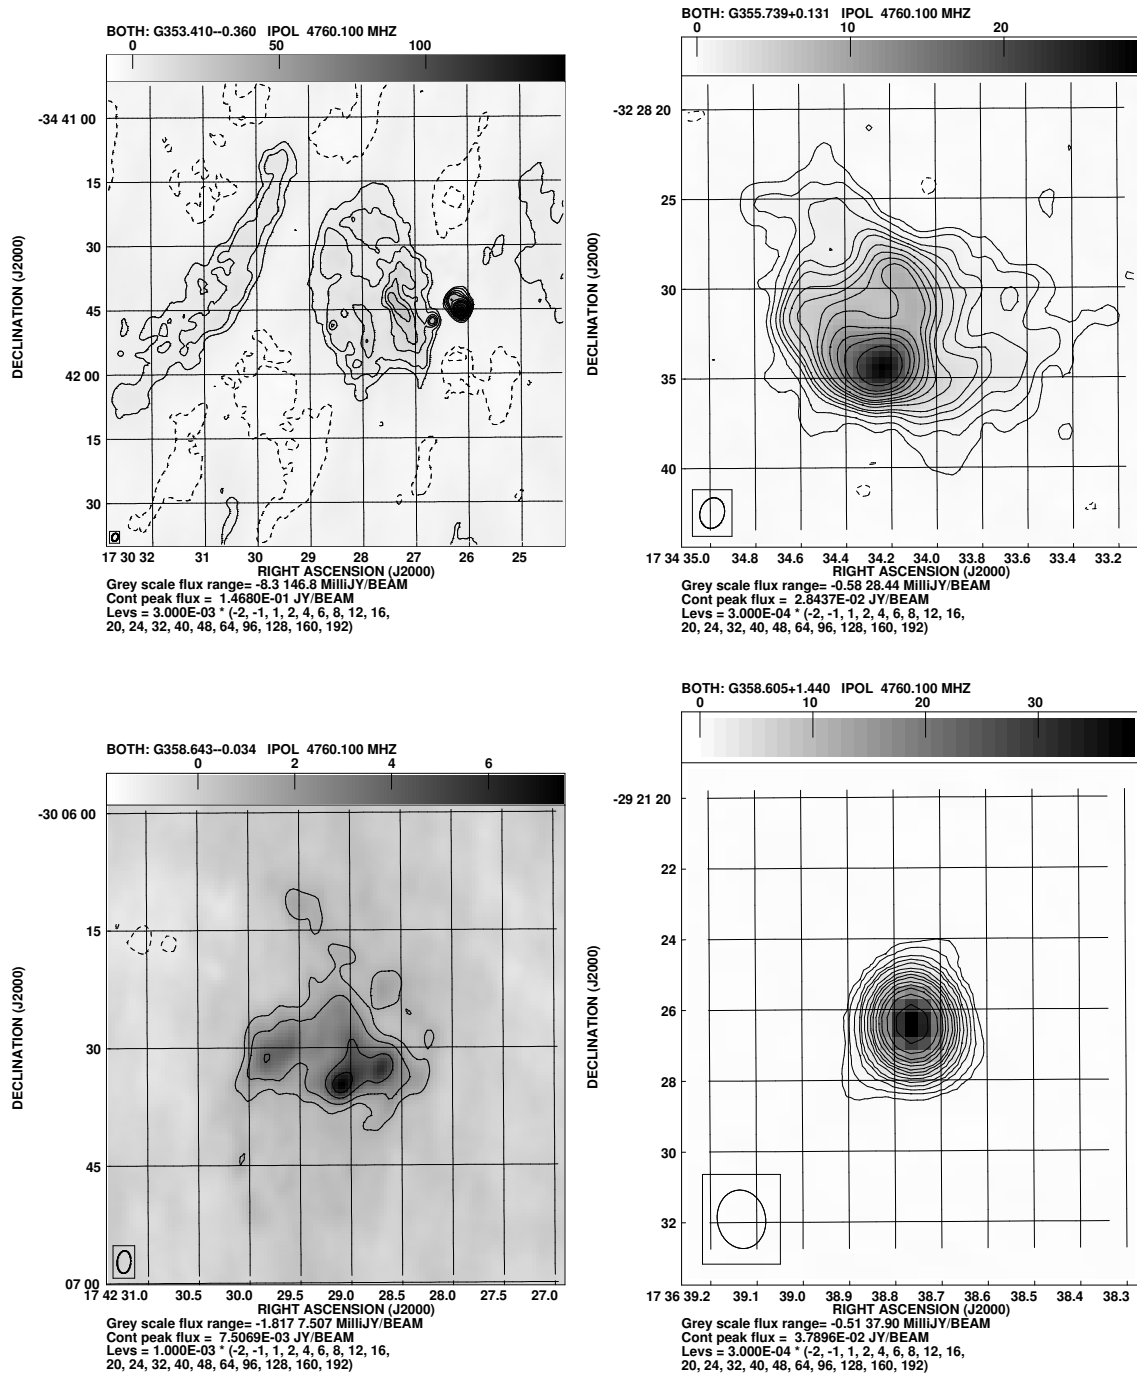 BOTH: G353.410--0.360 IPOL 4760.100 MHZ
0 50 100
-34 41 00
15
30
45
42 00
15
30
DECLINATION (J2000)
17 30 32 31 30 29 28 27 26 25
RIGHT ASCENSION (J2000)
Grey scale flux range= -8.3 146.8 MilliJY/BEAM
Cont peak flux = 1.4680E-01 JY/BEAM
Levs = 3.000E-03 * (-2, -1, 1, 2, 4, 6, 8, 12, 16,
20, 24, 32, 40, 48, 64, 96, 128, 160, 192)
BOTH: G355.739+0.131 IPOL 4760.100 MHZ
0 10 20
-32 28 20
25
30
35
40
DECLINATION (J2000)
17 34 35.0 34.8 34.6 34.4 34.2 34.0 33.8 33.6 33.4 33.2
RIGHT ASCENSION (J2000)
Grey scale flux range= -0.58 28.44 MilliJY/BEAM
Cont peak flux = 2.8437E-02 JY/BEAM
Levs = 3.000E-04 * (-2, -1, 1, 2, 4, 6, 8, 12, 16,
20, 24, 32, 40, 48, 64, 96, 128, 160, 192)
BOTH: G358.643--0.034 IPOL 4760.100 MHZ
0 2 4 6
-30 06 00
15
30
45
07 00
DECLINATION (J2000)
17 42 31.0 30.5 30.0 29.5 29.0 28.5 28.0 27.5 27.0
RIGHT ASCENSION (J2000)
Grey scale flux range= -1.817 7.507 MilliJY/BEAM
Cont peak flux = 7.5069E-03 JY/BEAM
Levs = 1.000E-03 * (-2, -1, 1, 2, 4, 6, 8, 12, 16,
20, 24, 32, 40, 48, 64, 96, 128, 160, 192)
BOTH: G358.605+1.440 IPOL 4760.100 MHZ
0 10 20 30
-29 21 20
22
24
26
28
30
32
DECLINATION (J2000)
17 36 39.2 39.1 39.0 38.9 38.8 38.7 38.6 38.5 38.4 38.3
RIGHT ASCENSION (J2000)
Grey scale flux range= -0.51 37.90 MilliJY/BEAM
Cont peak flux = 3.7896E-02 JY/BEAM
Levs = 3.000E-04 * (-2, -1, 1, 2, 4, 6, 8, 12, 16,
20, 24, 32, 40, 48, 64, 96, 128, 160, 192)